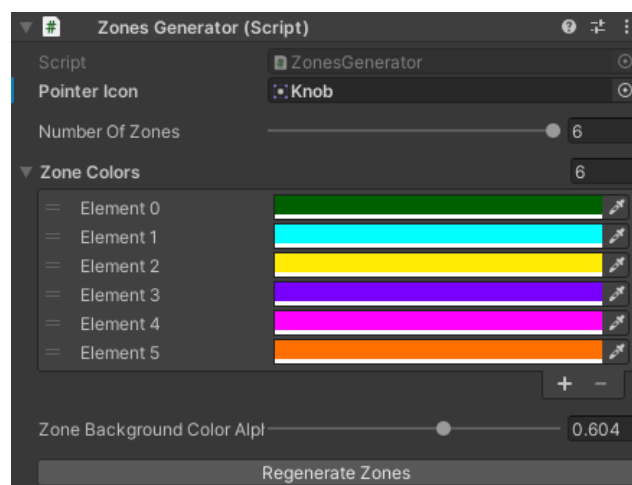 Zones Generator (Script)
Script ZonesGenerator
Pointer Icon Knob
Number Of Zones 6
Zone Colors 6
Element 0
Element 1
Element 2
Element 3
Element 4
Element 5
Zone Background Color Alpl 0.604
Regenerate Zones